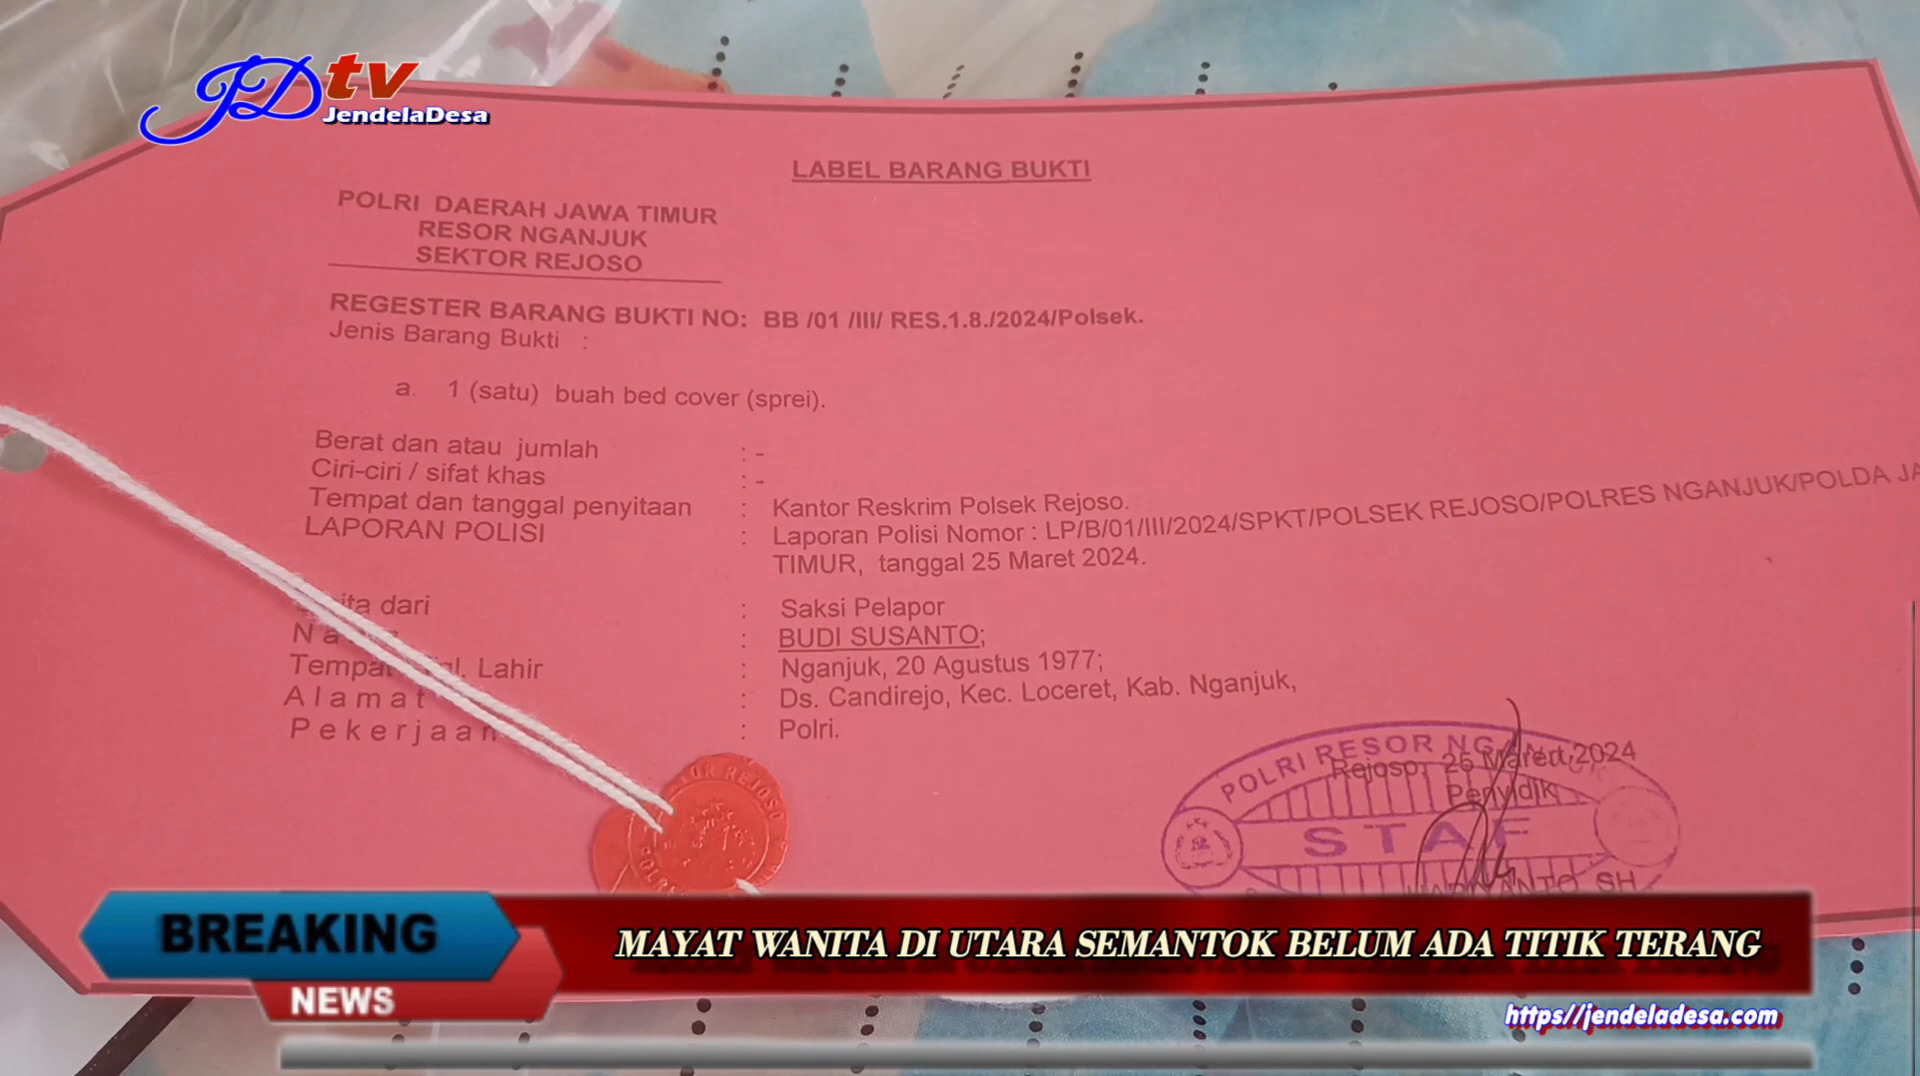 JD tv
JendelaDesa
LABEL BARANG BUKTI
POLRI DAERAH JAWA TIMUR
RESOR NGANJUK
SEKTOR REJOSO
REGESTER BARANG BUKTI NO: BB /01 /III/ RES.1.8./2024/Polsek.
Jenis Barang Bukti :
a. 1 (satu) buah bed cover (sprei).
Berat dan atau jumlah : -
Ciri-ciri / sifat khas : -
Tempat dan tanggal penyitaan : Kantor Reskrim Polsek Rejoso.
LAPORAN POLISI : Laporan Polisi Nomor : LP/B/01/III/2024/SPKT/POLSEK REJOSO/POLRES NGANJUK/POLDA JA
TIMUR, tanggal 25 Maret 2024.
dari : Saksi Pelapor
: BUDI SUSANTO;
Tempat Lahir : Nganjuk, 20 Agustus 1977;
Alamat : Ds. Candirejo, Kec. Loceret, Kab. Nganjuk,
Pekerjaan : Polri.
POLRI RESOR
Rejoso, 26 Maret 2024
Penyidik
STAF
SH
REJOSO
BREAKING
NEWS
MAYAT WANITA DI UTARA SEMANTOK BELUM ADA TITIK TERANG
https//jendeladesa.com